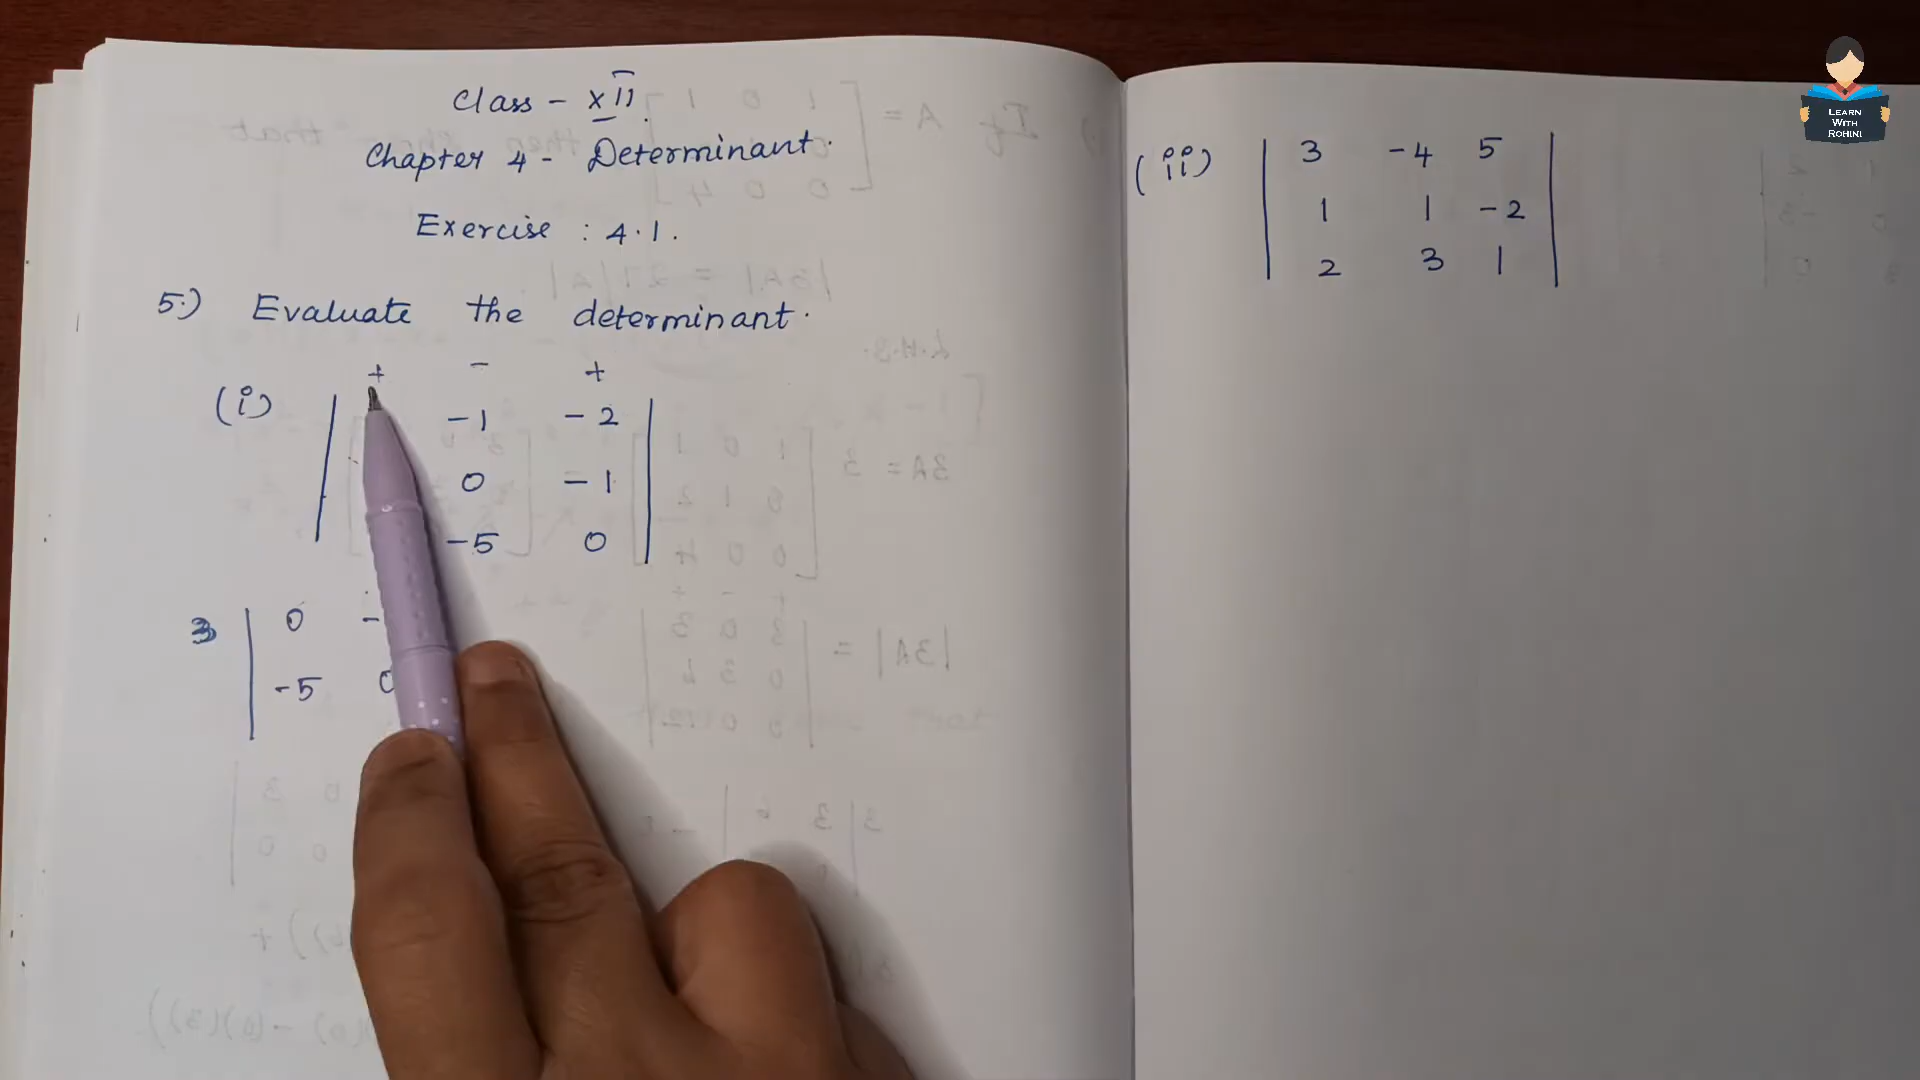 Class - XII.
Chapter 4 - Determinant.
Exercise : 4.1.
5.) Evaluate the determinant.
+ - +
(i) | -1 -2 |
0 -1
-5 0
3 | 0 -
-5 0
(ii) | 3 -4 5 |
1 1 -2
2 3 1
LEARN
WITH
ROHINI